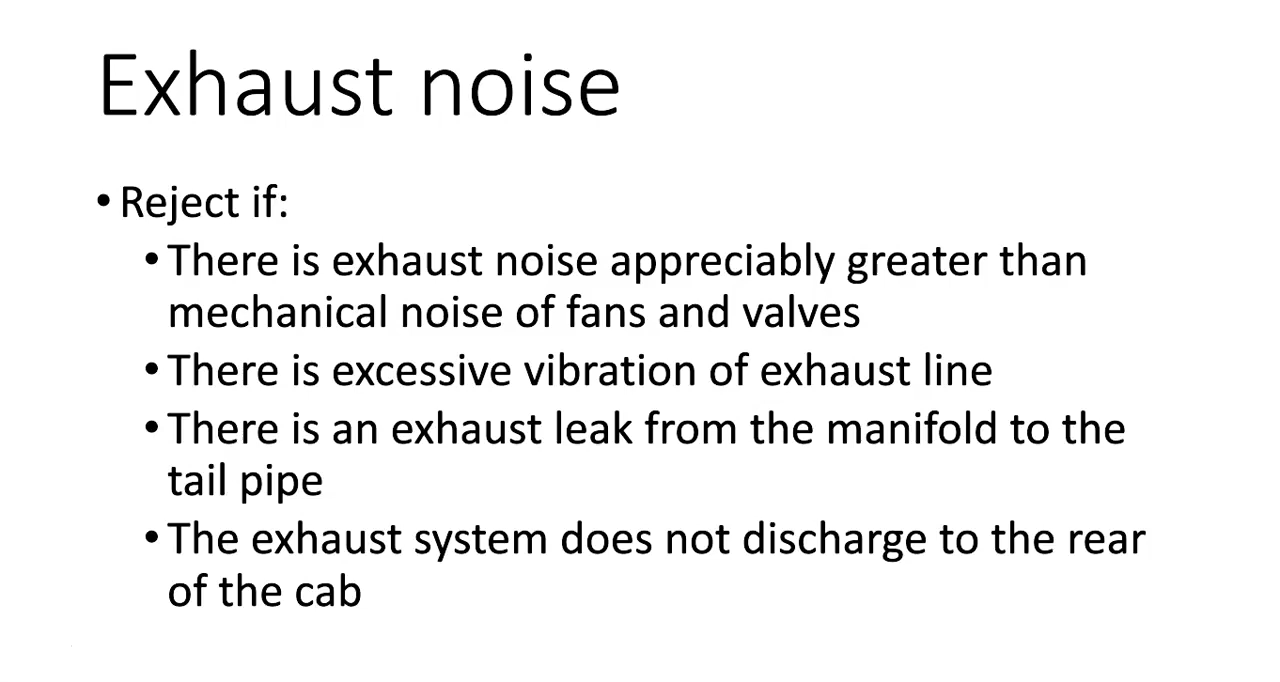 Exhaust noise
• Reject if:
• There is exhaust noise appreciably greater than
mechanical noise of fans and valves
• There is excessive vibration of exhaust line
• There is an exhaust leak from the manifold to the
tail pipe
• The exhaust system does not discharge to the rear
of the cab